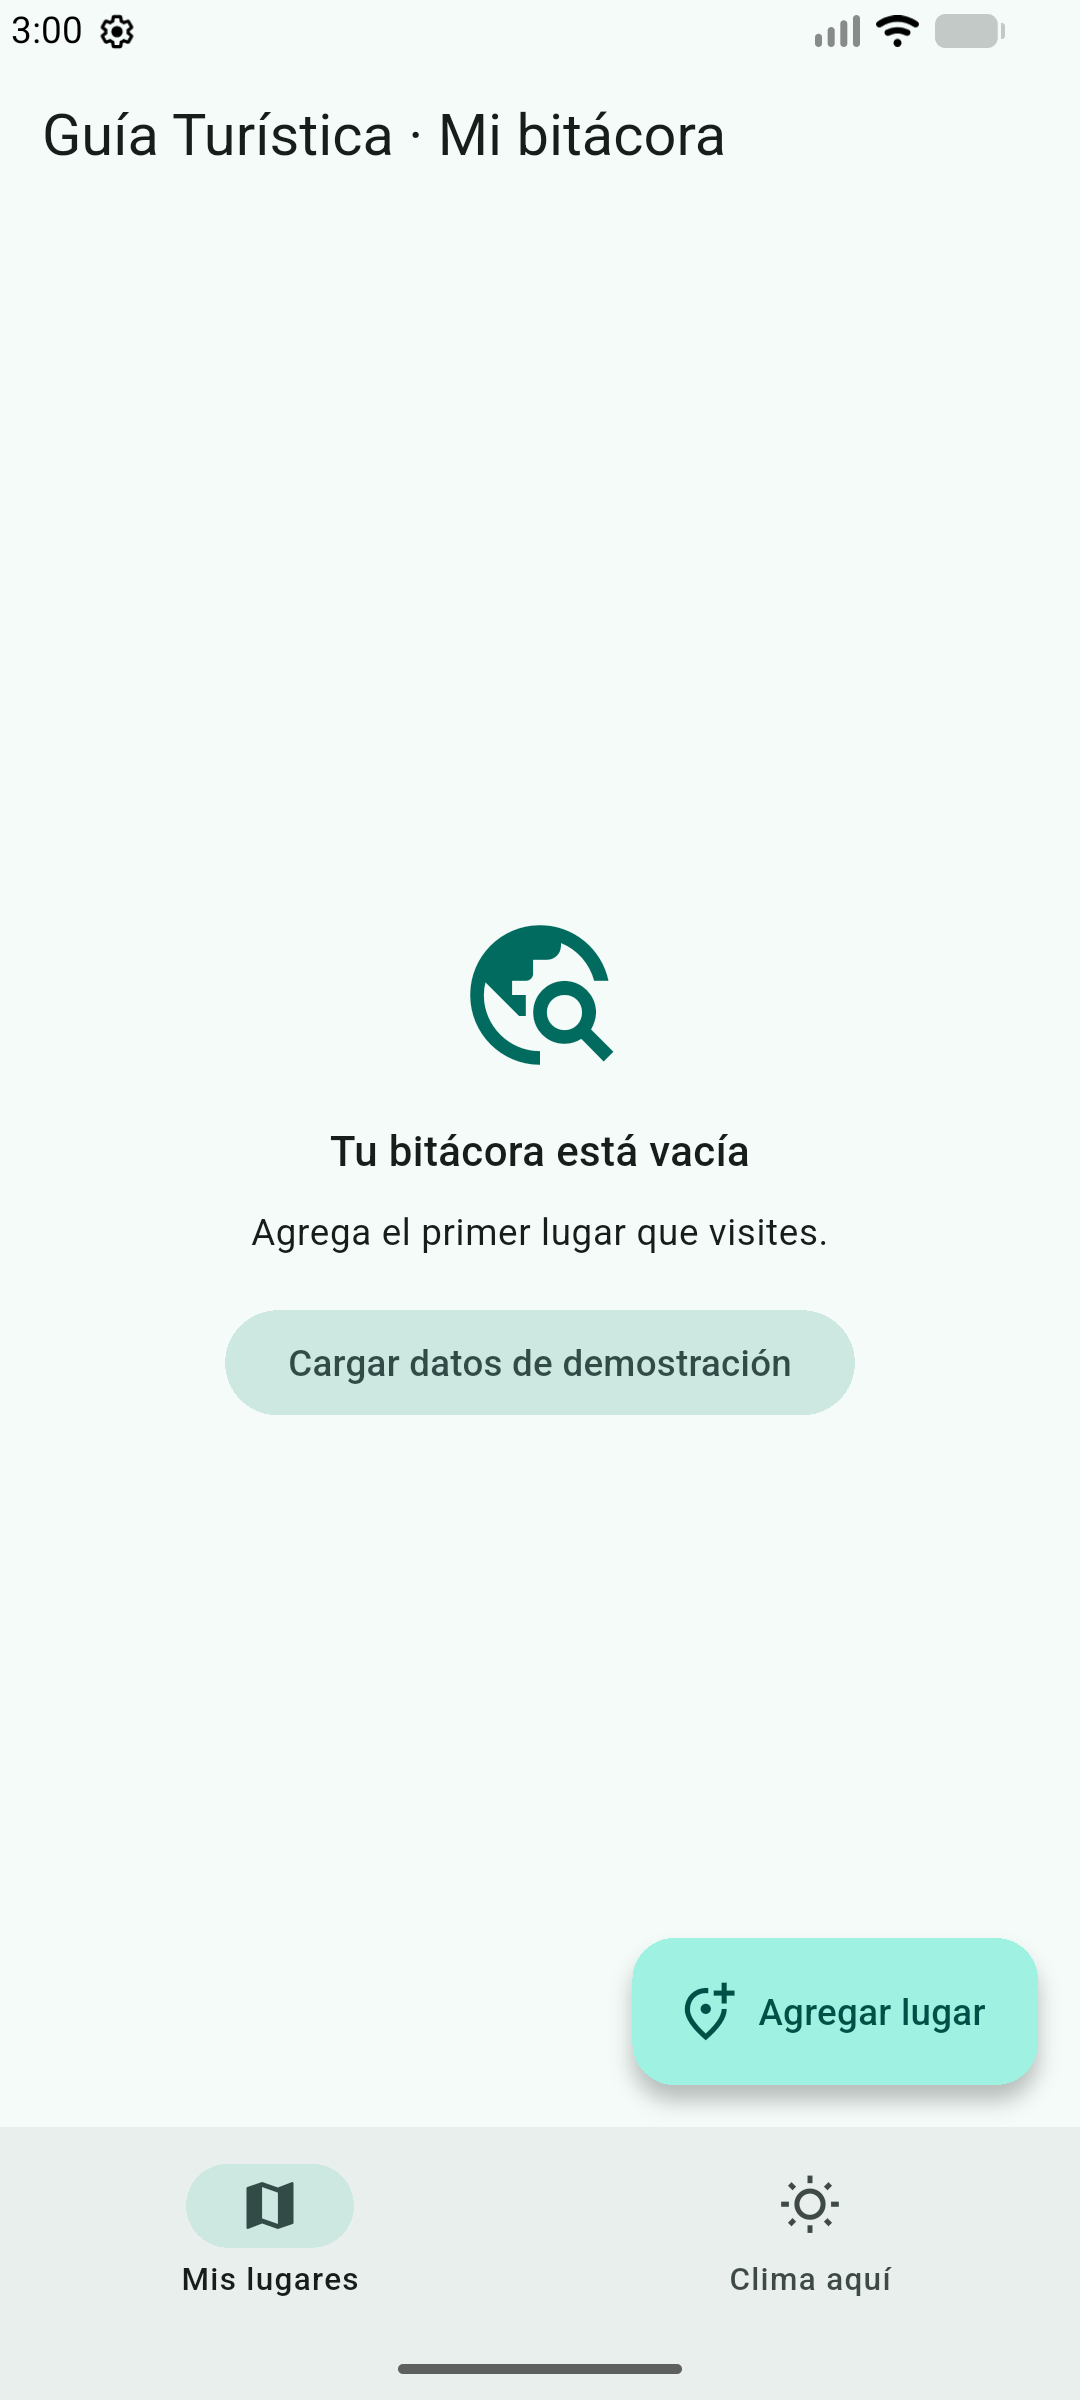 3:00
Guía Turística · Mi bitácora
Tu bitácora está vacía
Agrega el primer lugar que visites.
Cargar datos de demostración
Agregar lugar
Mis lugares
Clima aquí